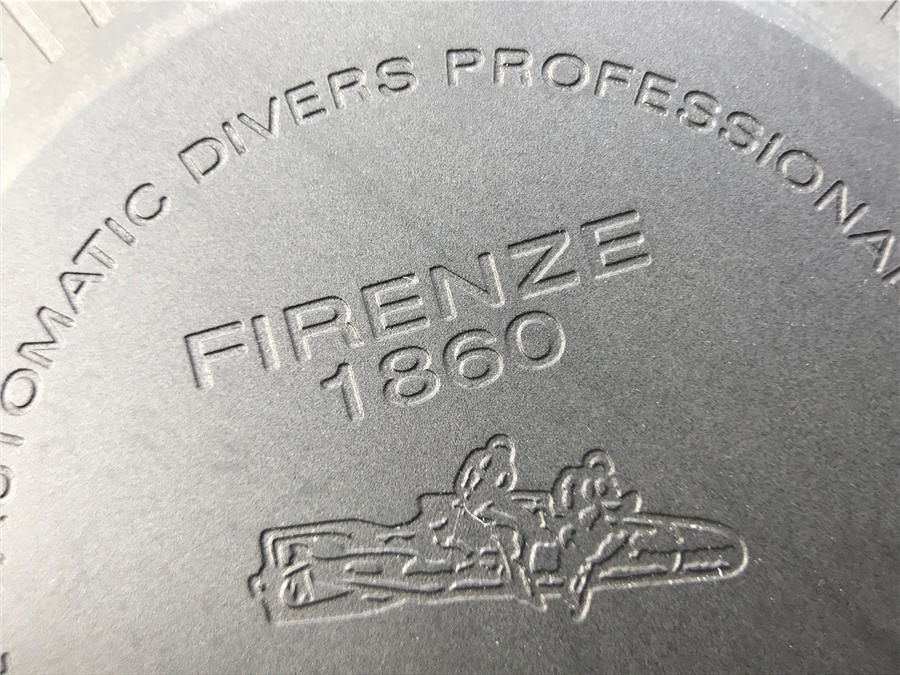 AUTOMATIC DIVERS PROFESSIONAL
FIRENZE
1860